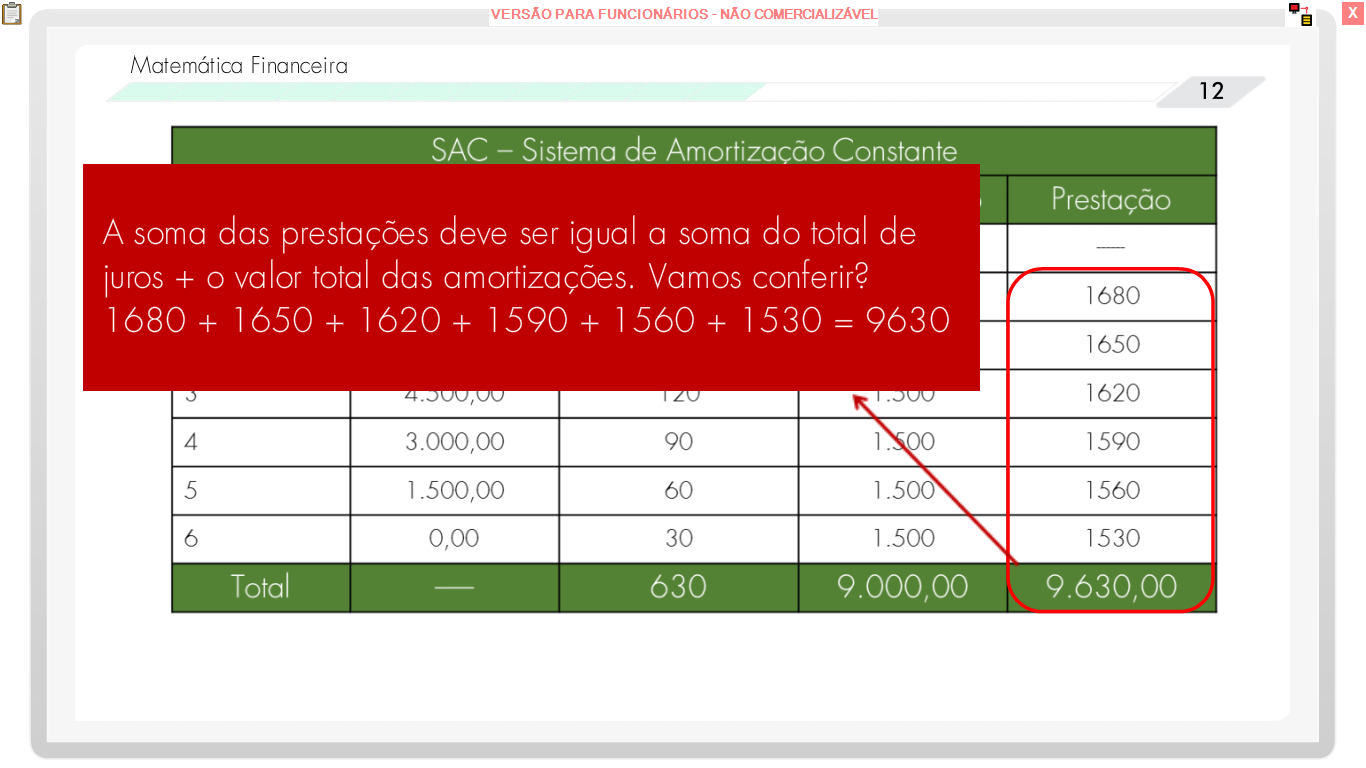 VERSÃO PARA FUNCIONÁRIOS - NÃO COMERCIALIZÁVEL
X
Matemática Financeira
12
SAC – Sistema de Amortização Constante
Prestação
A soma das prestações deve ser igual a soma do total de
juros + o valor total das amortizações. Vamos conferir?
1680 + 1650 + 1620 + 1590 + 1560 + 1530 = 9630
------
1680
1650
3 4.500,00 120 1.500 1620
4 3.000,00 90 1.500 1590
5 1.500,00 60 1.500 1560
6 0,00 30 1.500 1530
Total ---- 630 9.000,00 9.630,00